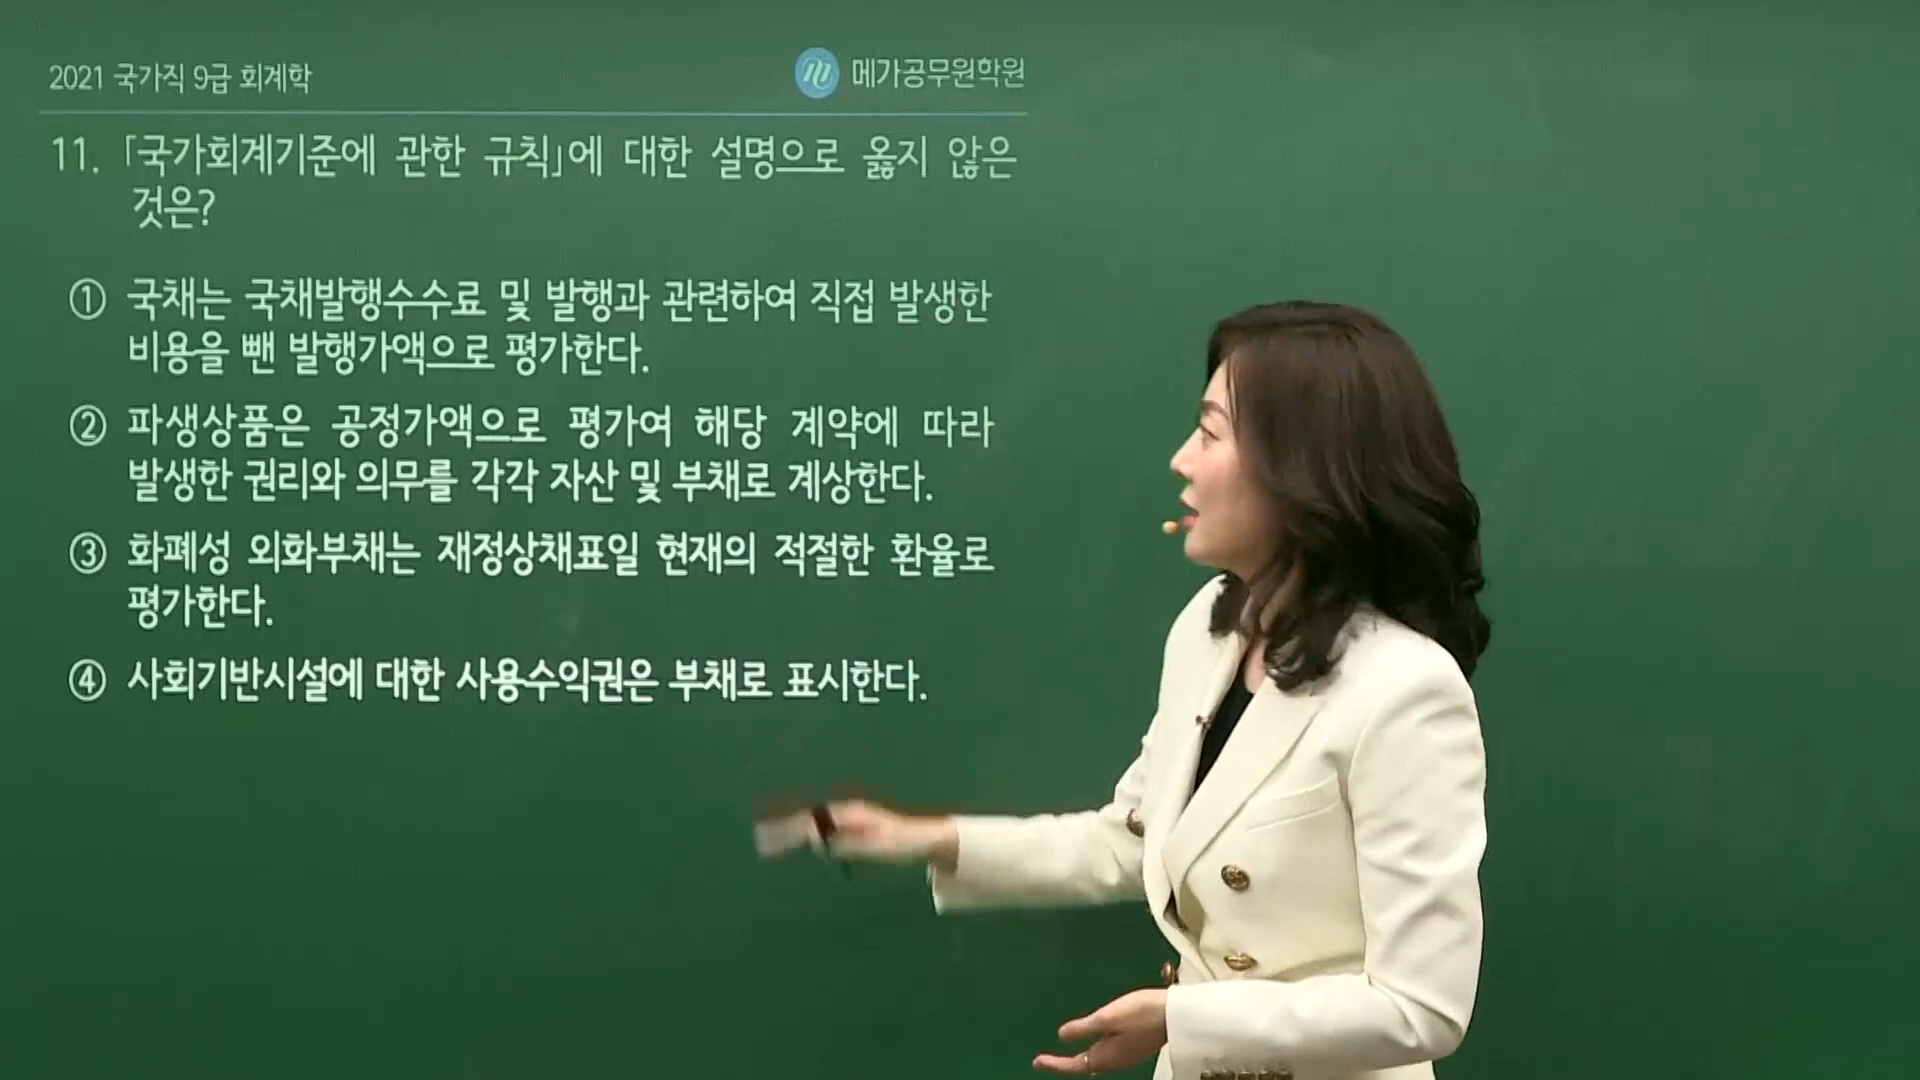 2021 국가직 9급 회계학
메가공무원학원
11. 「국가회계기준에 관한 규칙」에 대한 설명으로 옳지 않은
것은?
① 국채는 국채발행수수료 및 발행과 관련하여 직접 발생한
비용을 뺀 발행가액으로 평가한다.
② 파생상품은 공정가액으로 평가여 해당 계약에 따라
발생한 권리와 의무를 각각 자산 및 부채로 계상한다.
③ 화폐성 외화부채는 재정상채표일 현재의 적절한 환율로
평가한다.
④ 사회기반시설에 대한 사용수익권은 부채로 표시한다.